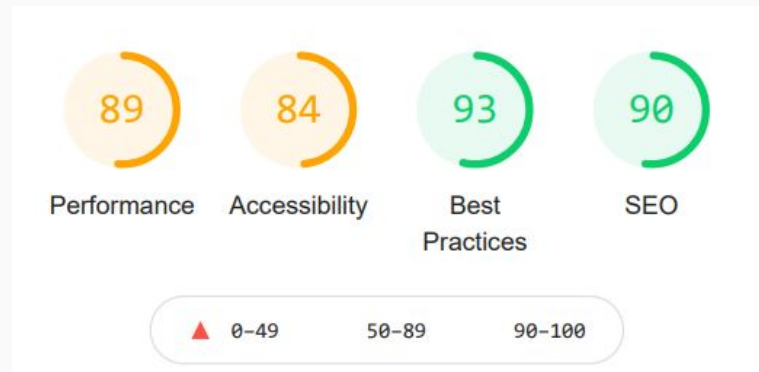 89 84 93 90
Performance Accessibility Best Practices SEO
0–49 50–89 90–100